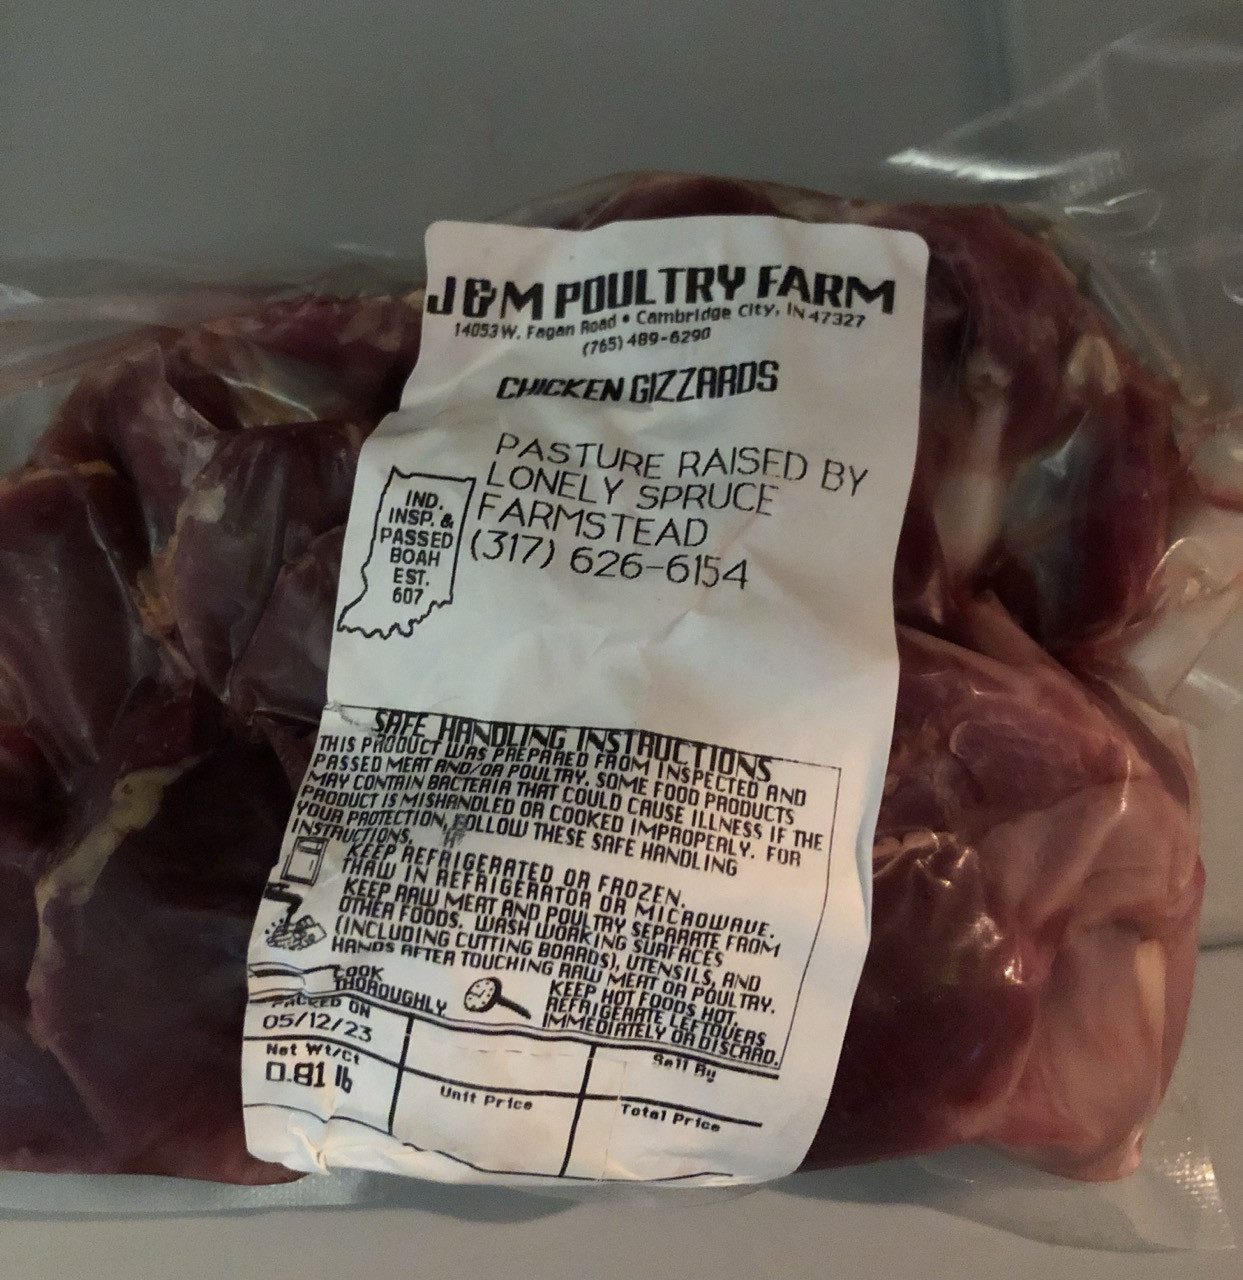 J&M POULTRY FARM
14053 W. Fagan Road • Cambridge City, IN 47327
(765) 489-6290
CHICKEN GIZZARDS
PASTURE RAISED BY
LONELY SPRUCE
FARMSTEAD
(317) 626-6154
IND.
INSP. &
PASSED
BOAH
EST.
607
SAFE HANDLING INSTRUCTIONS
THIS PRODUCT WAS PREPARED FROM INSPECTED AND
PASSED MEAT AND/OR POULTRY. SOME FOOD PRODUCTS
MAY CONTAIN BACTERIA THAT COULD CAUSE ILLNESS IF THE
PRODUCT IS MISHANDLED OR COOKED IMPROPERLY. FOR
YOUR PROTECTION, FOLLOW THESE SAFE HANDLING
INSTRUCTIONS.
KEEP REFRIGERATED OR FROZEN.
THAW IN REFRIGERATOR OR MICROWAVE.
KEEP RAW MEAT AND POULTRY SEPARATE FROM
OTHER FOODS. WASH WORKING SURFACES
(INCLUDING CUTTING BOARDS), UTENSILS, AND
HANDS AFTER TOUCHING RAW MEAT OR POULTRY.
COOK
THOROUGHLY
KEEP HOT FOODS HOT.
REFRIGERATE LEFTOVERS
IMMEDIATELY OR DISCARD.
PACKED ON
05/12/23
Sell By
Net Wt/Ct
0.81 lb
Unit Price
Total Price